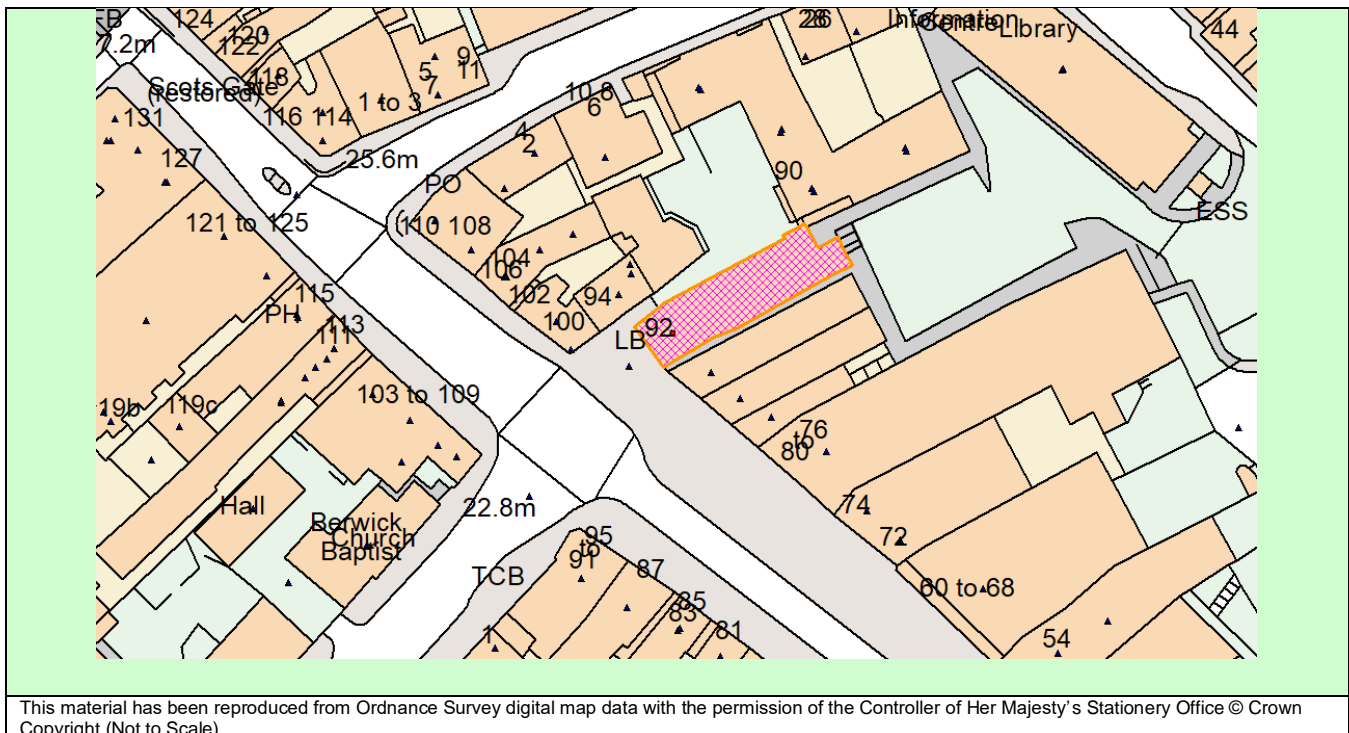 FB
124
28
26
Information
Centre
Library
44
7.2m
120
122
9
5
11
118
7
Scots Gate
(restored)
1 to 3
10
8
6
131
116
114
4
2
25.6m
127
PO
90
ESS
121 to 125
110
108
104
106
115
102
94
PH
113
111
100
92
LB
103 to 109
19b
119c
76
to
80
74
Hall
22.8m
Berwick
Church
Baptist
72
95
to
91
TCB
87
60 to 68
85
83
1
81
54
This material has been reproduced from Ordnance Survey digital map data with the permission of the Controller of Her Majesty's Stationery Office © Crown
Copyright (Not to Scale)